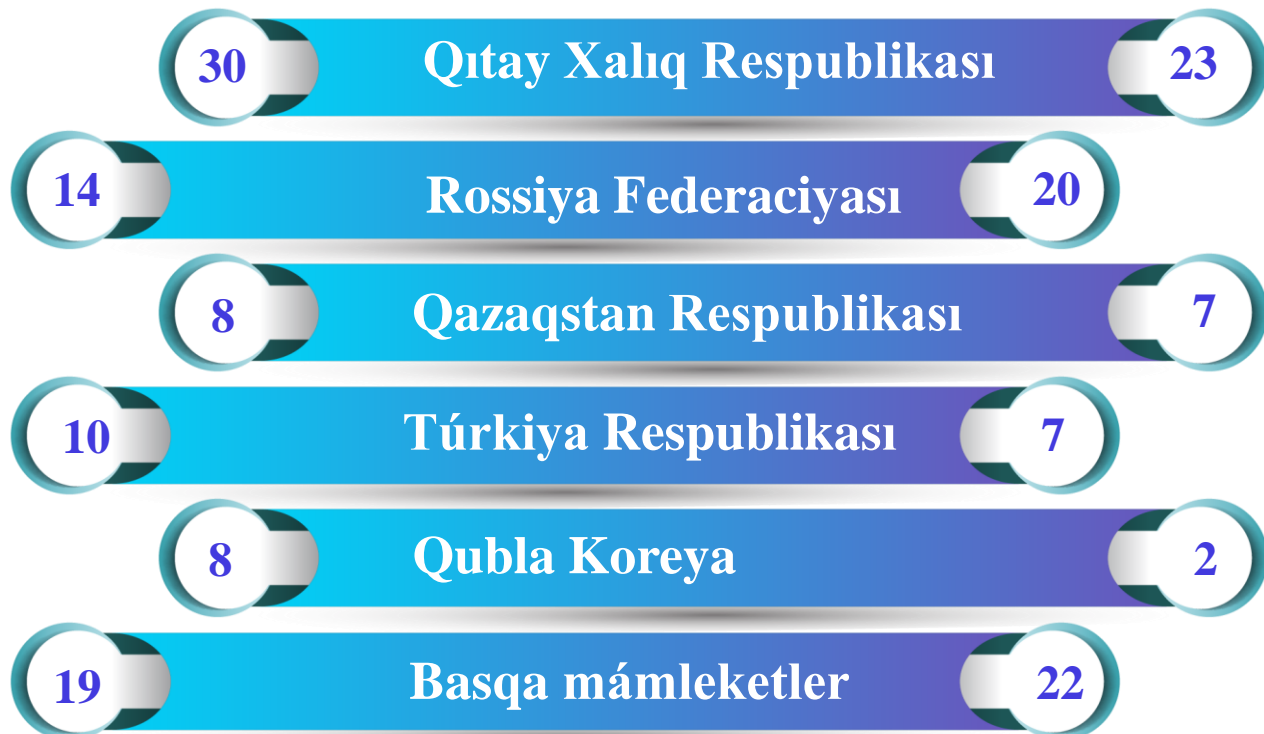 30 Qıtay Xalıq Respublikası 23
14 Rossiya Federaciyası 20
8 Qazaqstan Respublikası 7
10 Túrkiya Respublikası 7
8 Qubla Koreya 2
19 Basqa mámleketler 22